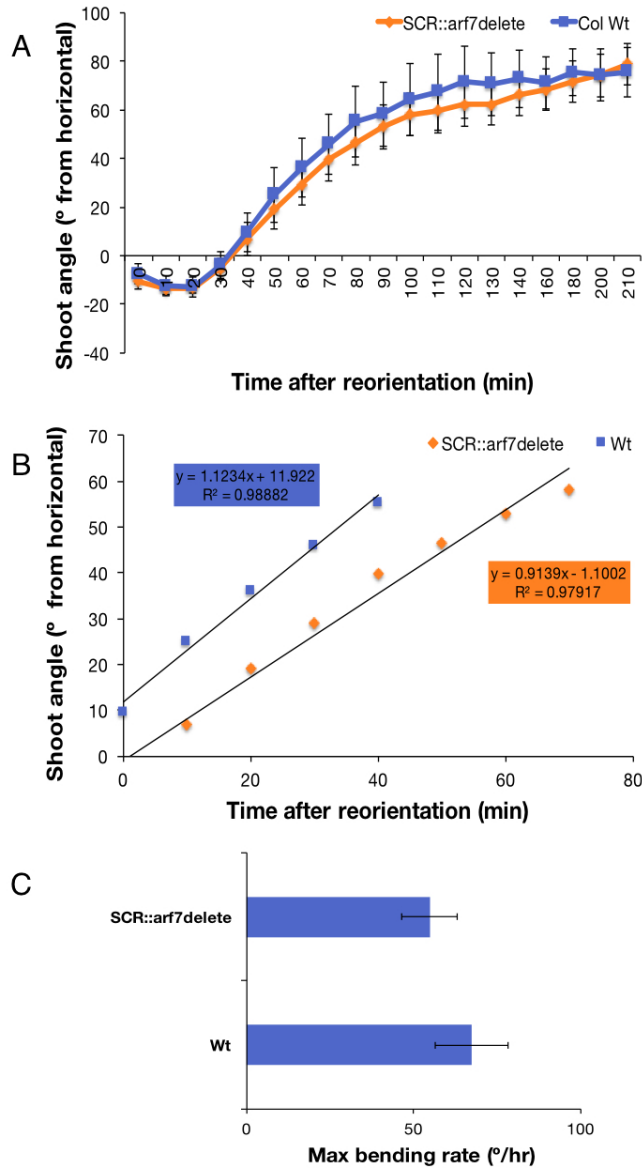 A
SCR::arf7delete
Col Wt
Shoot angle (º from horizontal)
100
80
60
40
20
0
-20
-40
0 10 20 30 40 50 60 70 80 90 100 110 120 130 140 160 180 200 210
Time after reorientation (min)
B
SCR::arf7delete
Wt
Shoot angle (º from horizontal)
70
60
50
40
30
20
10
0
y = 1.1234x + 11.922
R² = 0.98882
y = 0.9139x - 1.1002
R² = 0.97917
0 20 40 60 80
Time after reorientation (min)
C
SCR::arf7delete
Wt
0 50 100
Max bending rate (º/hr)